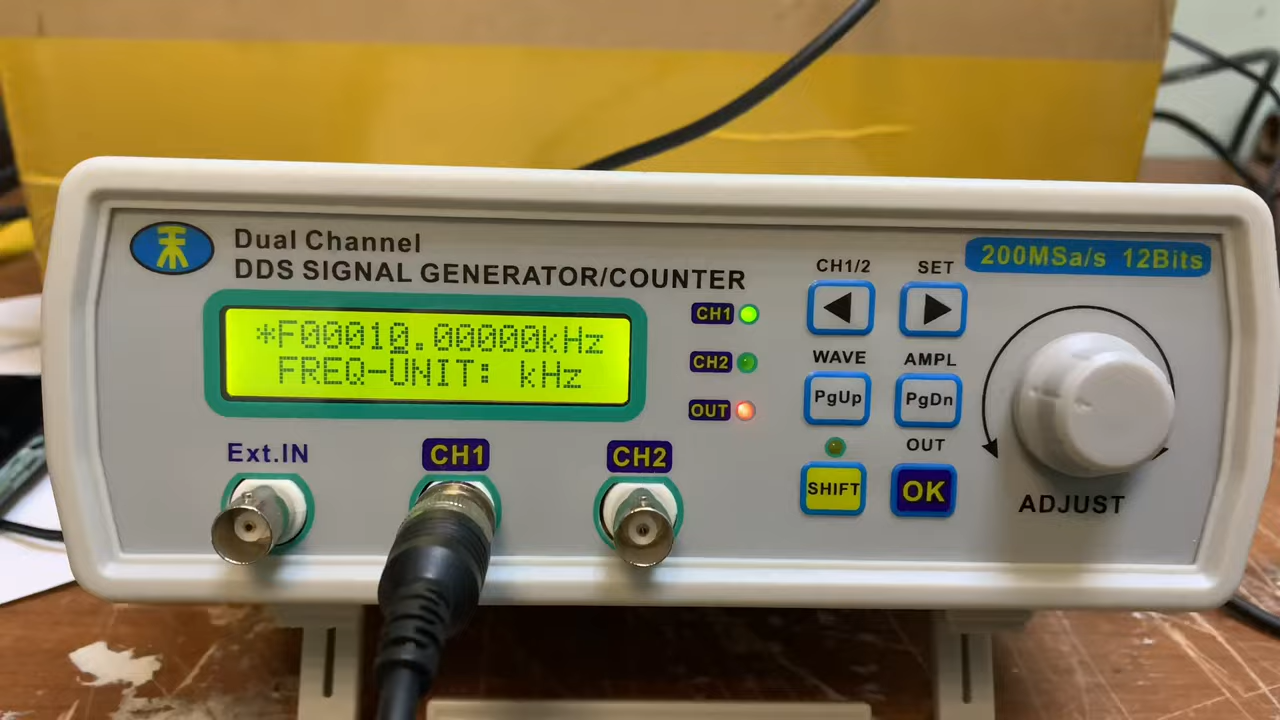 Dual Channel
DDS SIGNAL GENERATOR/COUNTER
200MSa/s 12Bits
*F00010.00000kHz
FREQ-UNIT: kHz
CH1
CH2
OUT
CH1/2
SET
WAVE
AMPL
PgUp
PgDn
OUT
SHIFT
OK
ADJUST
Ext.IN
CH1
CH2